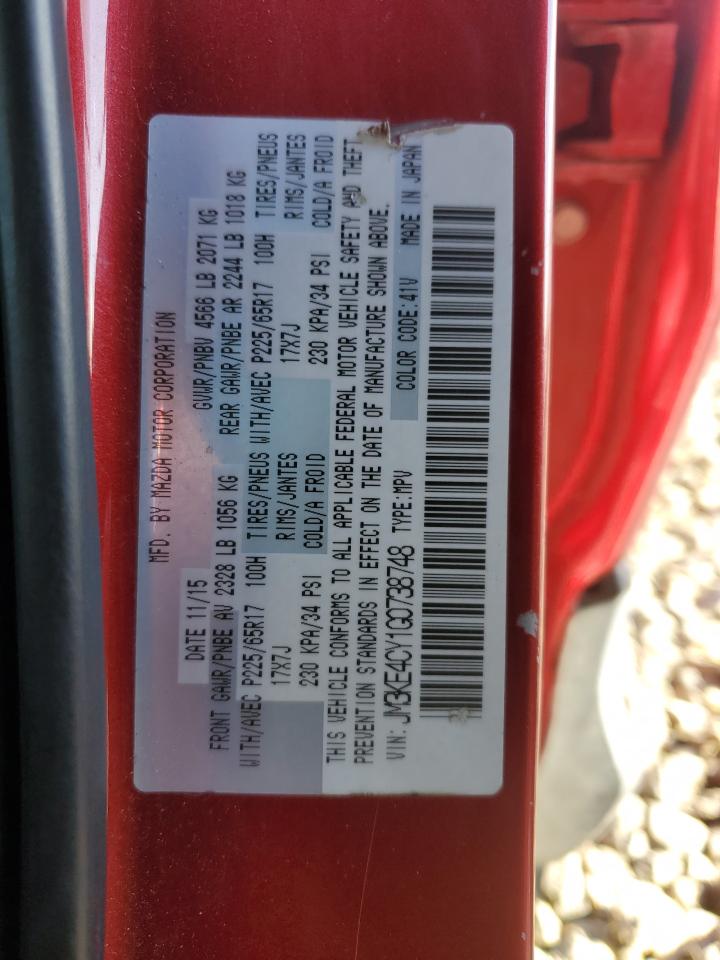 MFD. BY MAZDA MOTOR CORPORATION
DATE 11/15 GVWR/PNBV 4566 LB 2071 KG
FRONT GAWR/PNBE AV 2328 LB 1056 KG REAR GAWR/PNBE AR 2244 LB 1018 KG
WITH/AVEC P225/65R17 100H TIRES/PNEUS WITH/AVEC P225/65R17 100H TIRES/PNEUS
17X7J RIMS/JANTES 17X7J RIMS/JANTES
230 KPA/34 PSI COLD/A FROID 230 KPA/34 PSI COLD/A FROID
THIS VEHICLE CONFORMS TO ALL APPLICABLE FEDERAL MOTOR VEHICLE SAFETY AND THEFT
PREVENTION STANDARDS IN EFFECT ON THE DATE OF MANUFACTURE SHOWN ABOVE.
VIN: JM3KE4CY1G0738748 TYPE:MPV COLOR CODE:41V MADE IN JAPAN